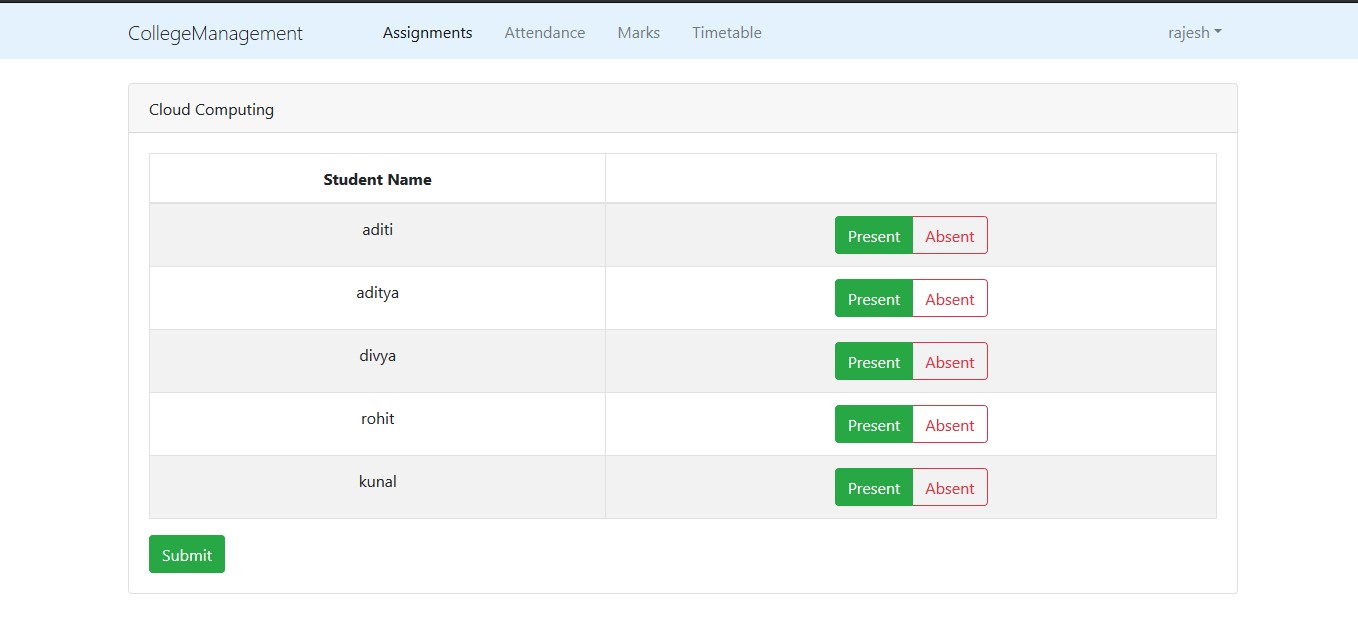 CollegeManagement Assignments Attendance Marks Timetable rajesh
Cloud Computing
Student Name
aditi Present Absent
aditya Present Absent
divya Present Absent
rohit Present Absent
kunal Present Absent
Submit